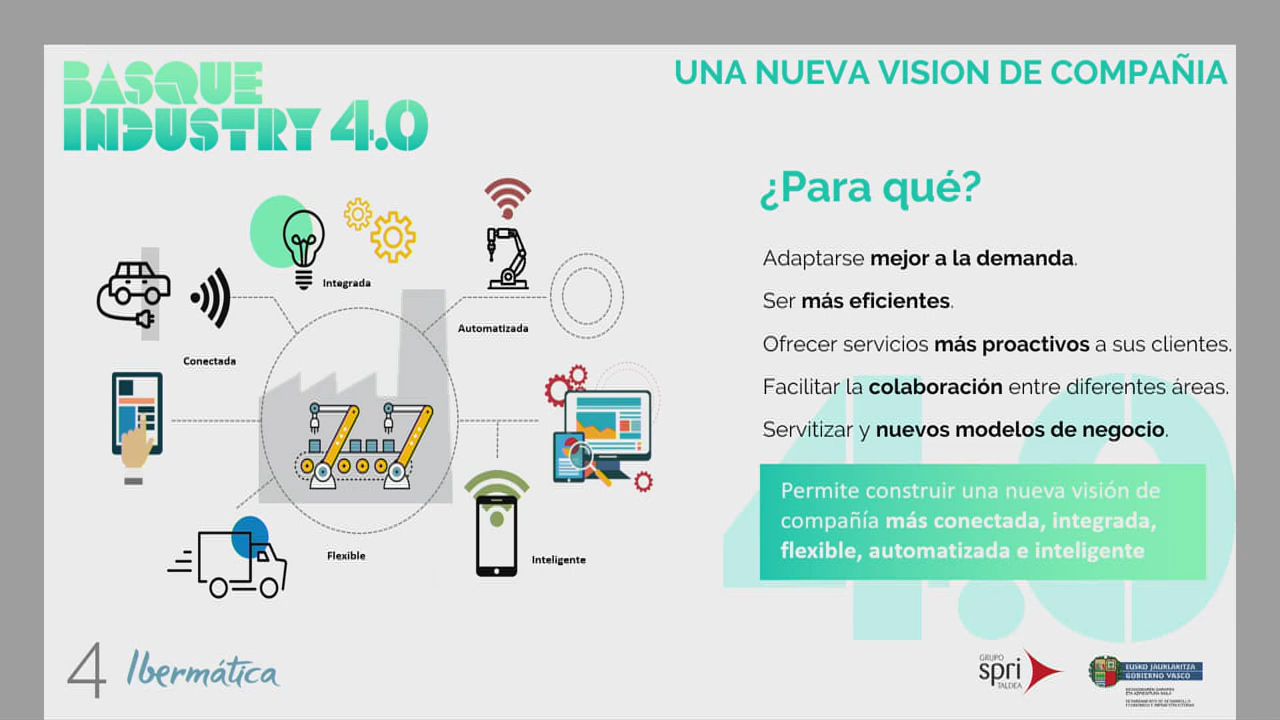 BASQUE
INDUSTRY 4.0
UNA NUEVA VISION DE COMPAÑIA
¿Para qué?
Adaptarse mejor a la demanda.
Ser más eficientes.
Ofrecer servicios más proactivos a sus clientes.
Facilitar la colaboración entre diferentes áreas.
Servitizar y nuevos modelos de negocio.
4.0
Permite construir una nueva visión de
compañía más conectada, integrada,
flexible, automatizada e inteligente
Integrada
Automatizada
Conectada
Flexible
Inteligente
4 Ibermática
GRUPO
spri
TALDEA
EUSKO JAURLARITZA
GOBIERNO VASCO